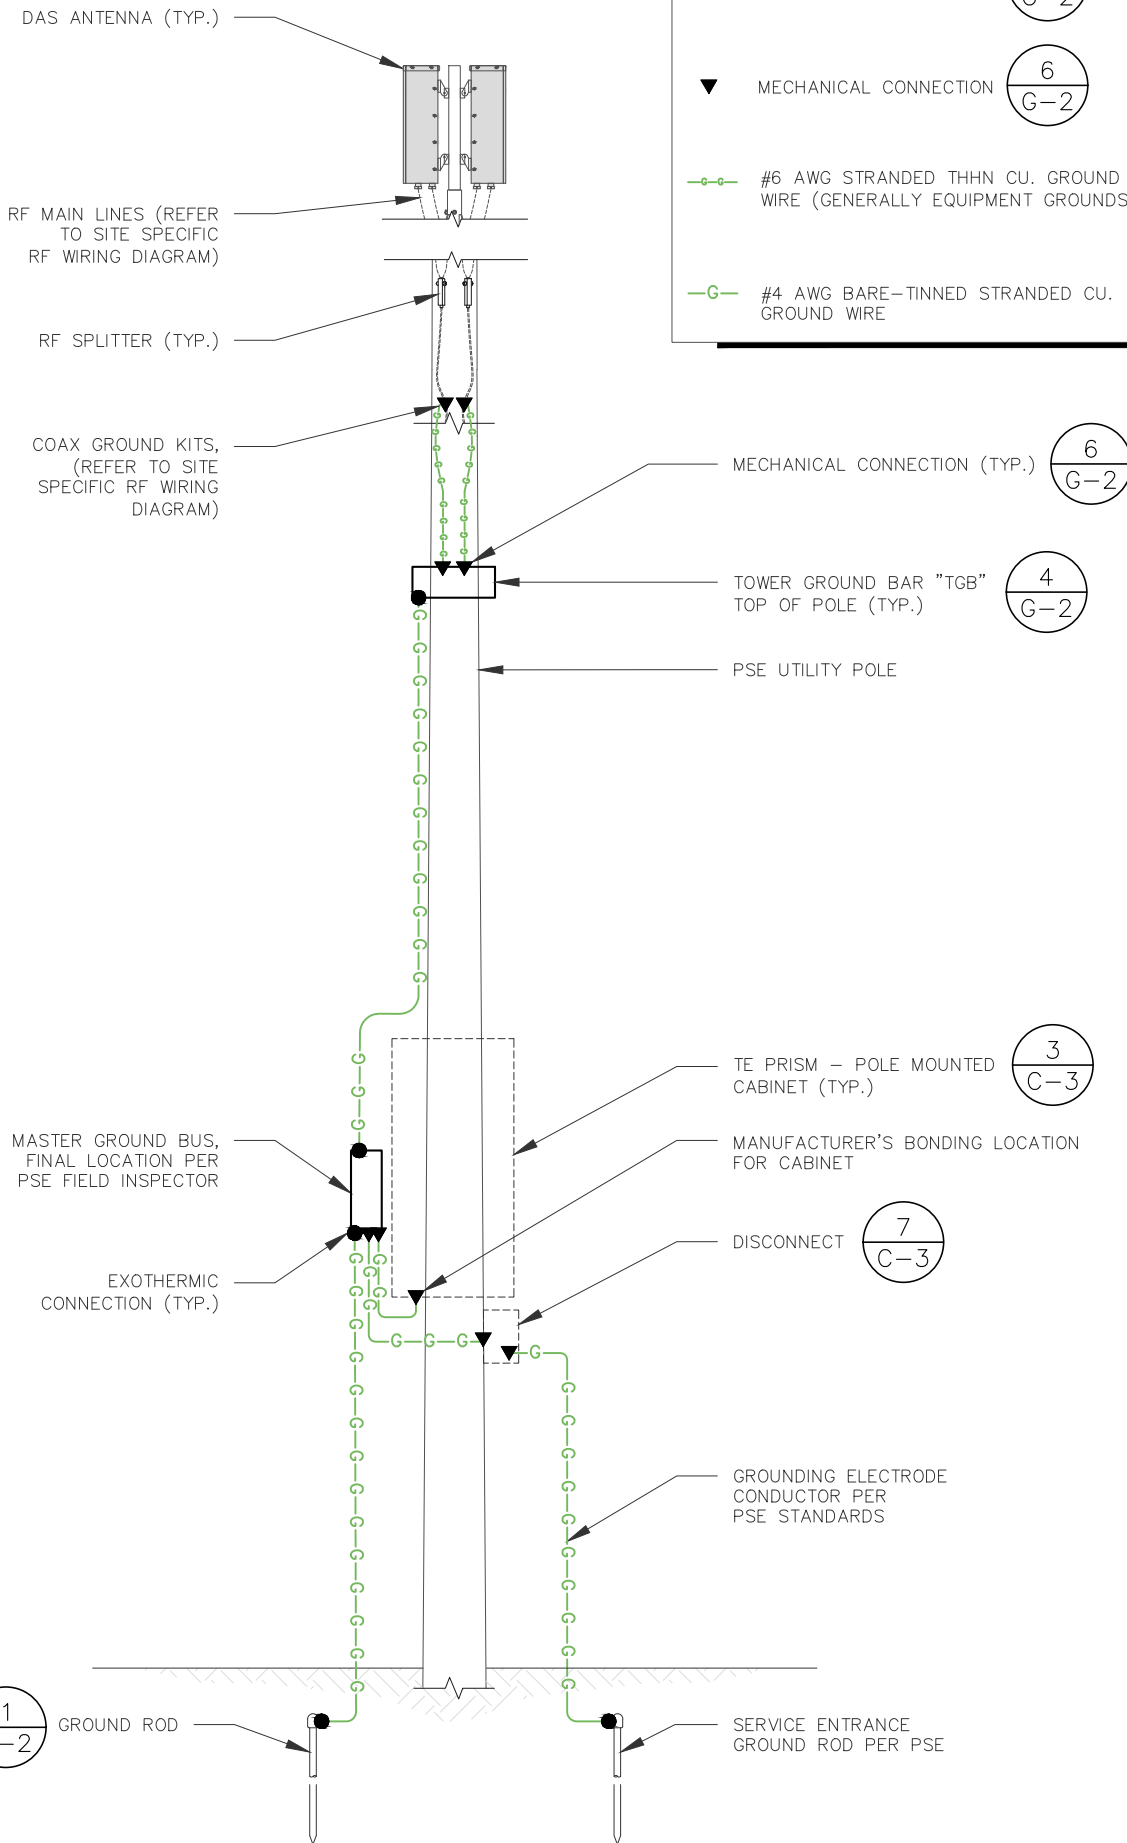 DAS ANTENNA (TYP.)
G-2
MECHANICAL CONNECTION
6
G-2
#6 AWG STRANDED THHN CU. GROUND
WIRE (GENERALLY EQUIPMENT GROUNDS
#4 AWG BARE-TINNED STRANDED CU.
GROUND WIRE
RF MAIN LINES (REFER
TO SITE SPECIFIC
RF WIRING DIAGRAM)
RF SPLITTER (TYP.)
COAX GROUND KITS,
(REFER TO SITE
SPECIFIC RF WIRING
DIAGRAM)
MECHANICAL CONNECTION (TYP.)
6
G-2
TOWER GROUND BAR "TGB"
TOP OF POLE (TYP.)
4
G-2
PSE UTILITY POLE
TE PRISM - POLE MOUNTED
CABINET (TYP.)
3
C-3
MASTER GROUND BUS,
FINAL LOCATION PER
PSE FIELD INSPECTOR
MANUFACTURER'S BONDING LOCATION
FOR CABINET
DISCONNECT
7
C-3
EXOTHERMIC
CONNECTION (TYP.)
GROUNDING ELECTRODE
CONDUCTOR PER
PSE STANDARDS
1
-2
GROUND ROD
SERVICE ENTRANCE
GROUND ROD PER PSE